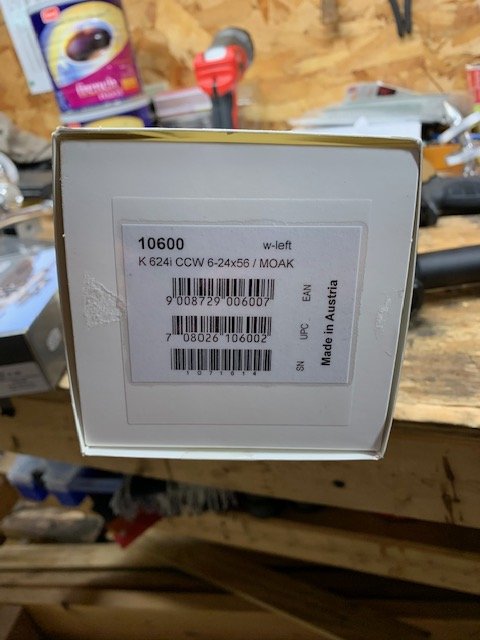 10600 w-left
K 624i CCW 6-24x56 / MOAK
9 008729 006007
EAN
7 08026 106002
UPC
1071614
SN
Made in Austria